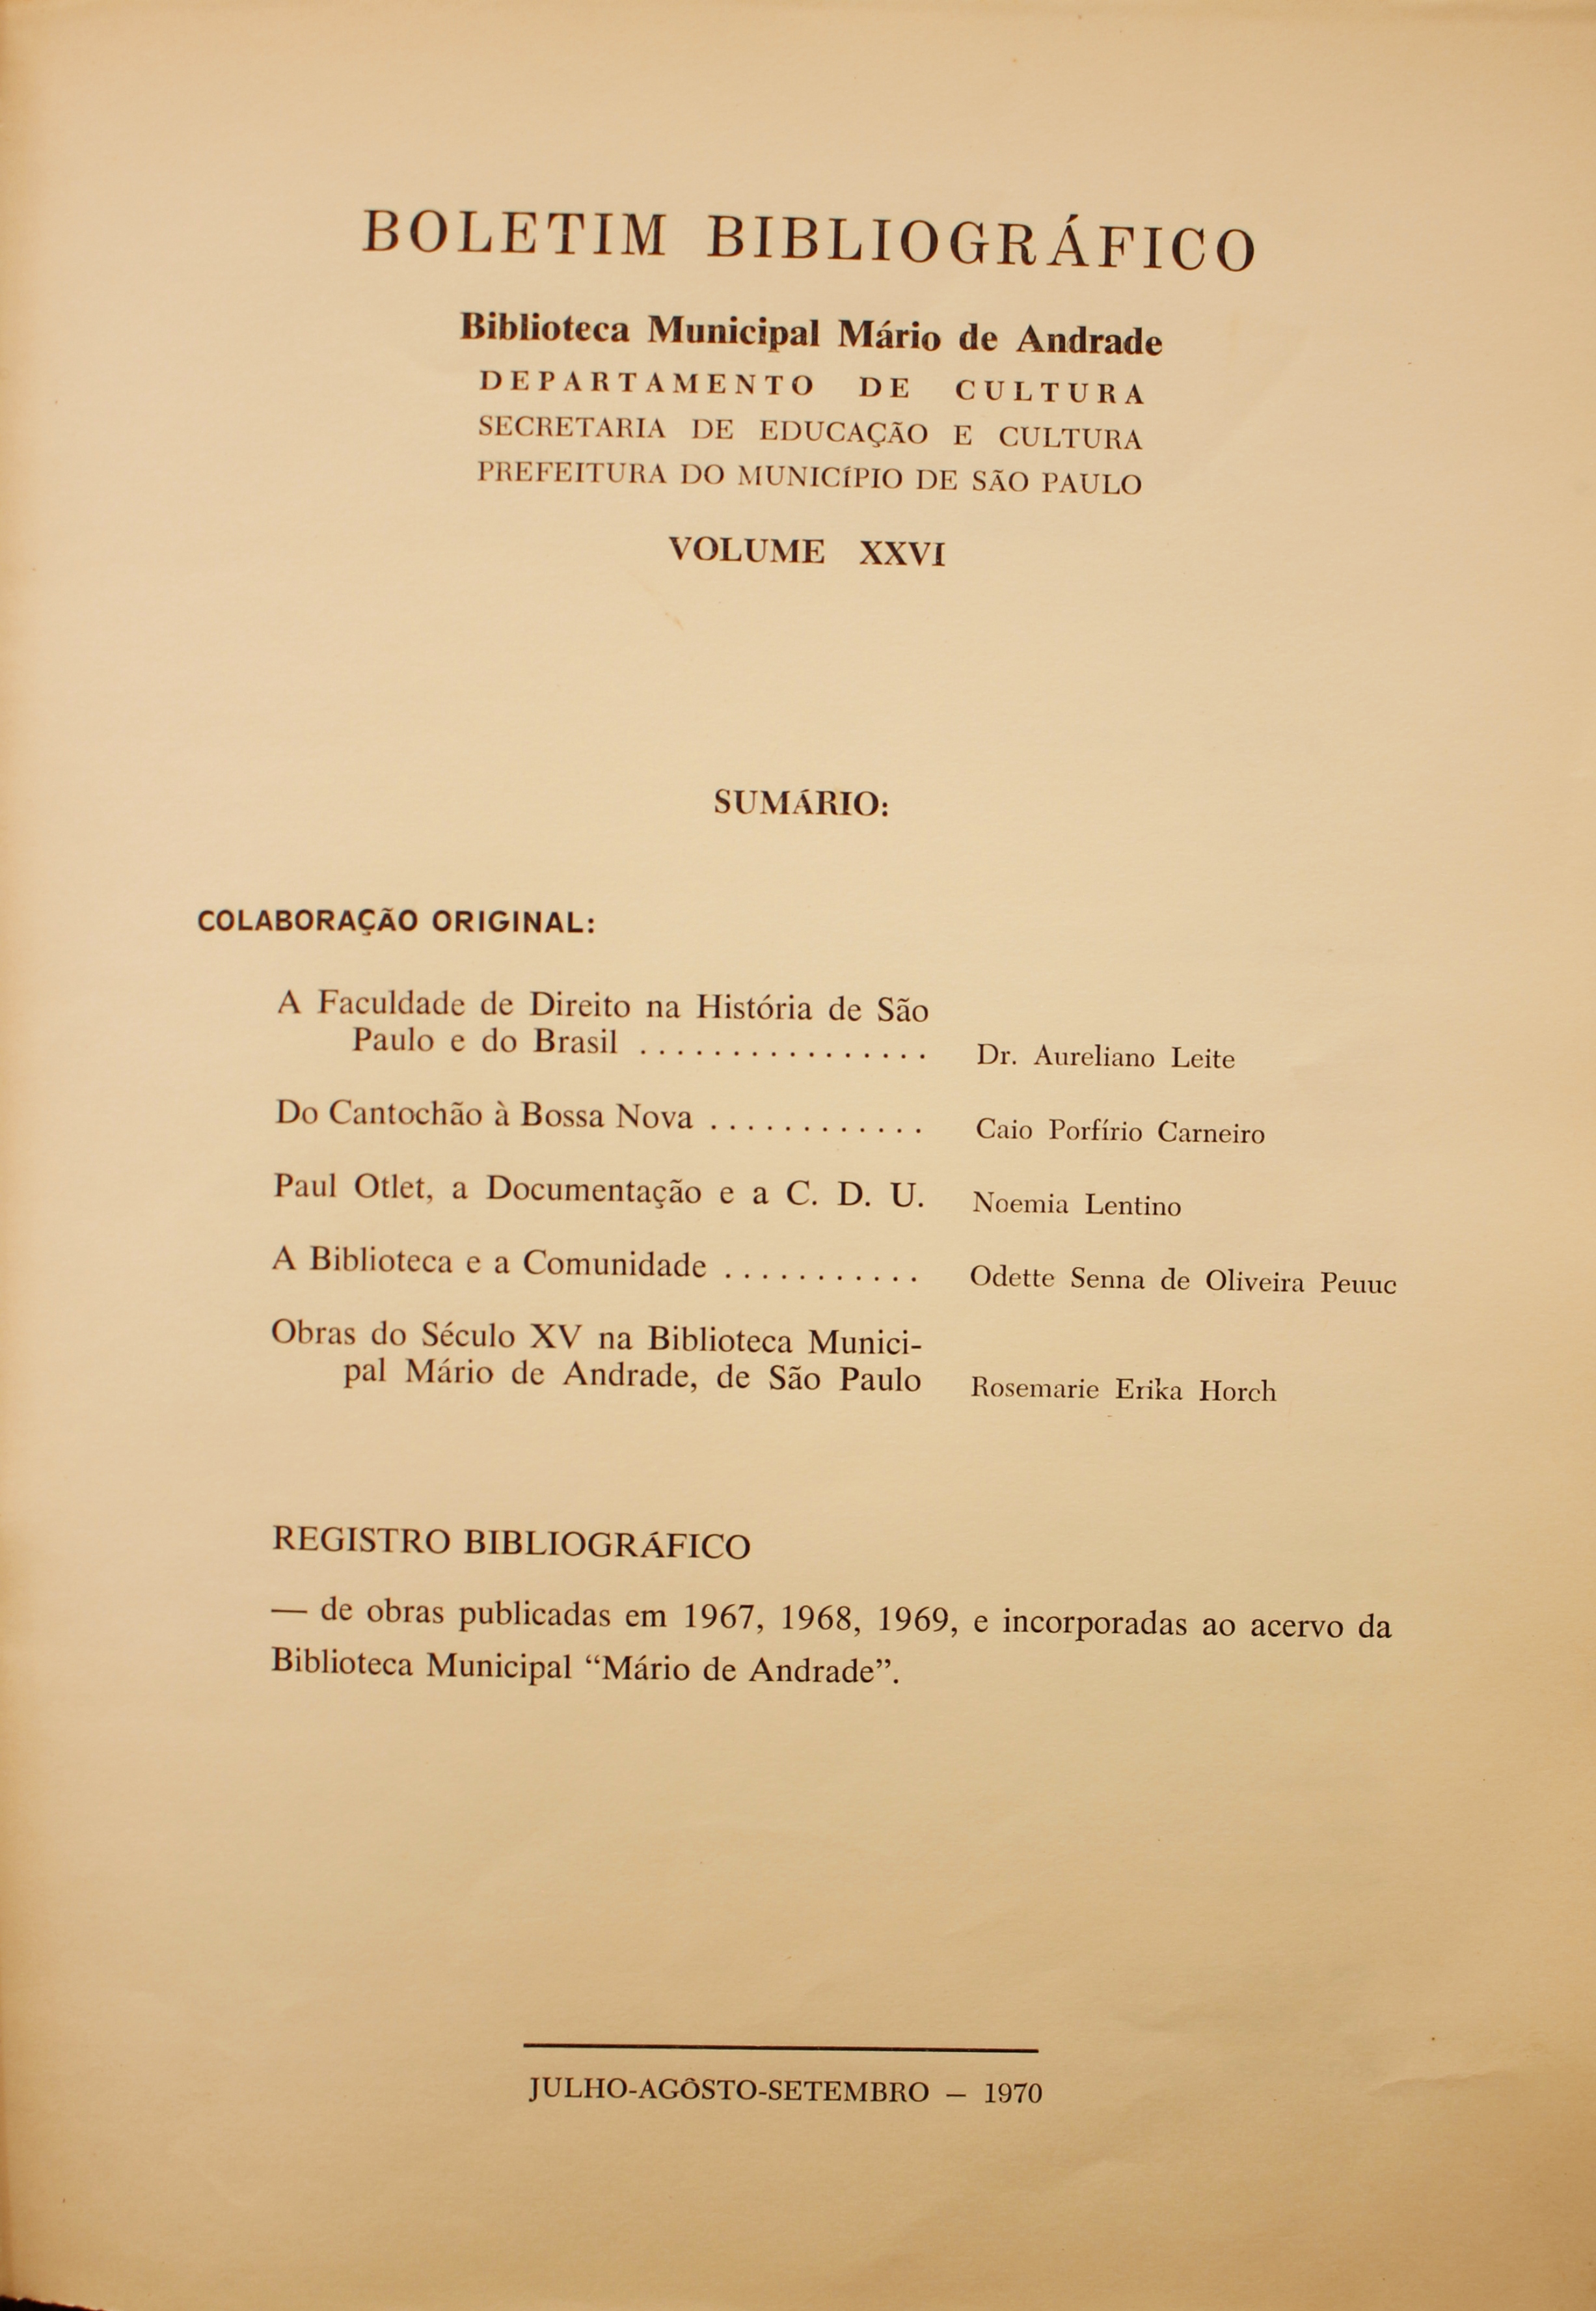 BOLETIM BIBLIOGRÁFICO
Biblioteca Municipal Mário de Andrade
DEPARTAMENTO DE CULTURA
SECRETARIA DE EDUCAÇÃO E CULTURA
PREFEITURA DO MUNICÍPIO DE SÃO PAULO
VOLUME XXVI
SUMÁRIO:
COLABORAÇÃO ORIGINAL:
A Faculdade de Direito na História de São
Paulo e do Brasil ................ Dr. Aureliano Leite
Do Cantochão à Bossa Nova ............ Caio Porfírio Carneiro
Paul Otlet, a Documentação e a C. D. U. Noemia Lentino
A Biblioteca e a Comunidade ........... Odette Senna de Oliveira Peuuc
Obras do Século XV na Biblioteca Munici-
pal Mário de Andrade, de São Paulo Rosemarie Erika Horch
REGISTRO BIBLIOGRÁFICO
— de obras publicadas em 1967, 1968, 1969, e incorporadas ao acervo da
Biblioteca Municipal “Mário de Andrade”.
JULHO-AGÔSTO-SETEMBRO — 1970